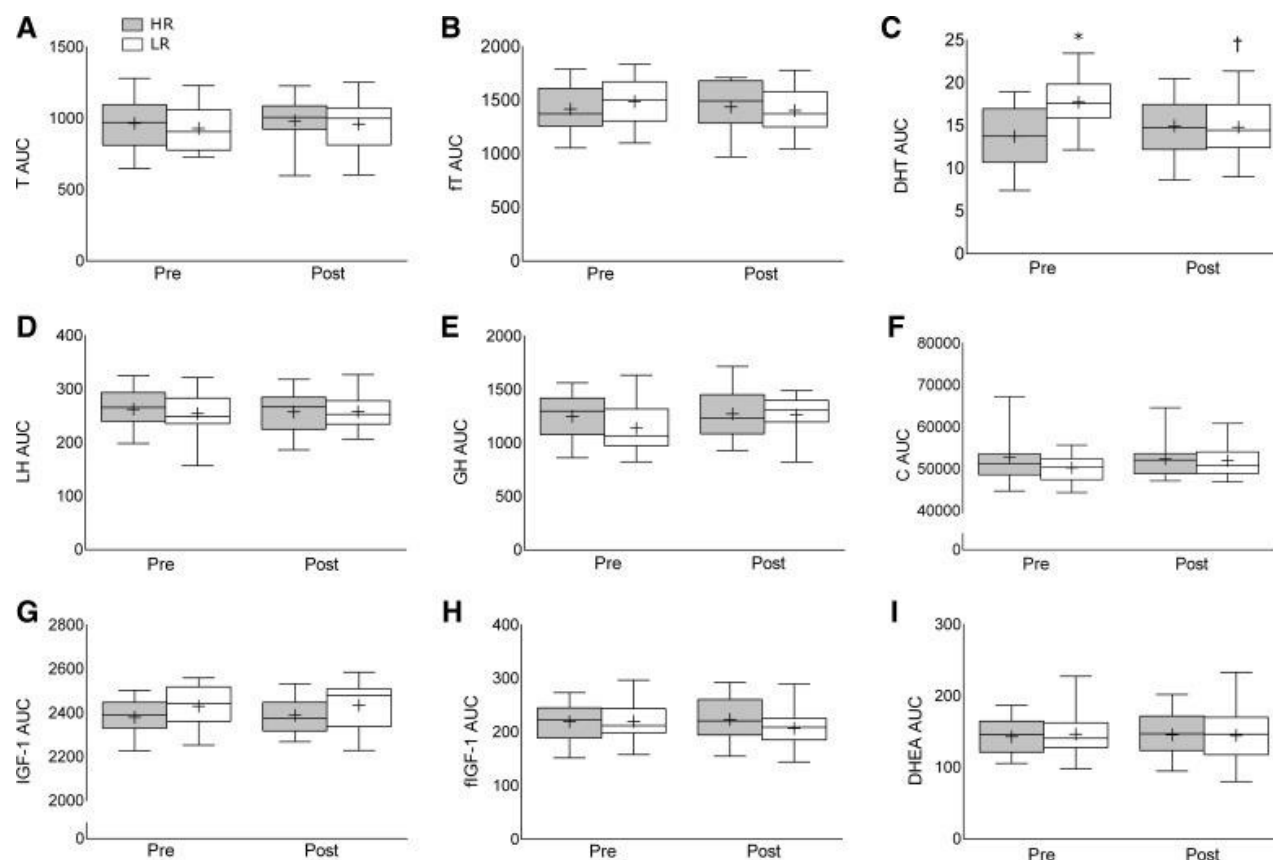 A
HR
LR
T AUC
1500
1000
500
0
Pre Post
B
fT AUC
2000
1500
1000
500
0
Pre Post
C
DHT AUC
25
20
15
10
5
0
* †
Pre Post
D
LH AUC
400
300
200
100
0
Pre Post
E
GH AUC
2000
1500
1000
500
0
Pre Post
F
C AUC
80000
70000
60000
50000
40000
0
Pre Post
G
IGF-1 AUC
2800
2600
2400
2200
2000
0
Pre Post
H
fIGF-1 AUC
400
300
200
100
0
Pre Post
I
DHEA AUC
300
200
150
100
0
Pre Post